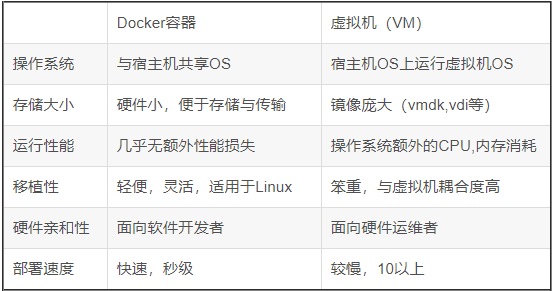 Docker容器 虚拟机（VM）
操作系统 与宿主机共享OS 宿主机OS上运行虚拟机OS
存储大小 硬件小，便于存储与传输 镜像庞大（vmdk,vdi等）
运行性能 几乎无额外性能损失 操作系统额外的CPU,内存消耗
移植性 轻便，灵活，适用于Linux 笨重，与虚拟机耦合度高
硬件亲和性 面向软件开发者 面向硬件运维者
部署速度 快速，秒级 较慢，10以上